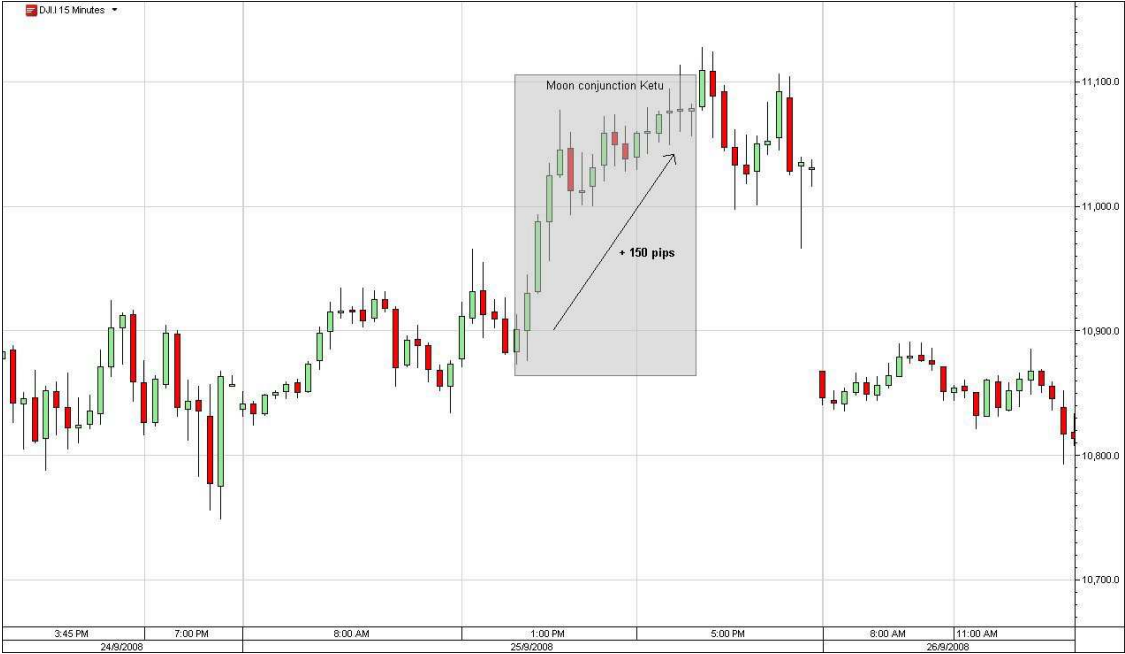 DJI.I 15 Minutes
Moon conjunction Ketu
11,100.0
11,000.0
+ 150 pips
10,900.0
10,800.0
10,700.0
3:45 PM 7:00 PM 8:00 AM 1:00 PM 5:00 PM 8:00 AM 11:00 AM
24/9/2008 25/9/2008 26/9/2008